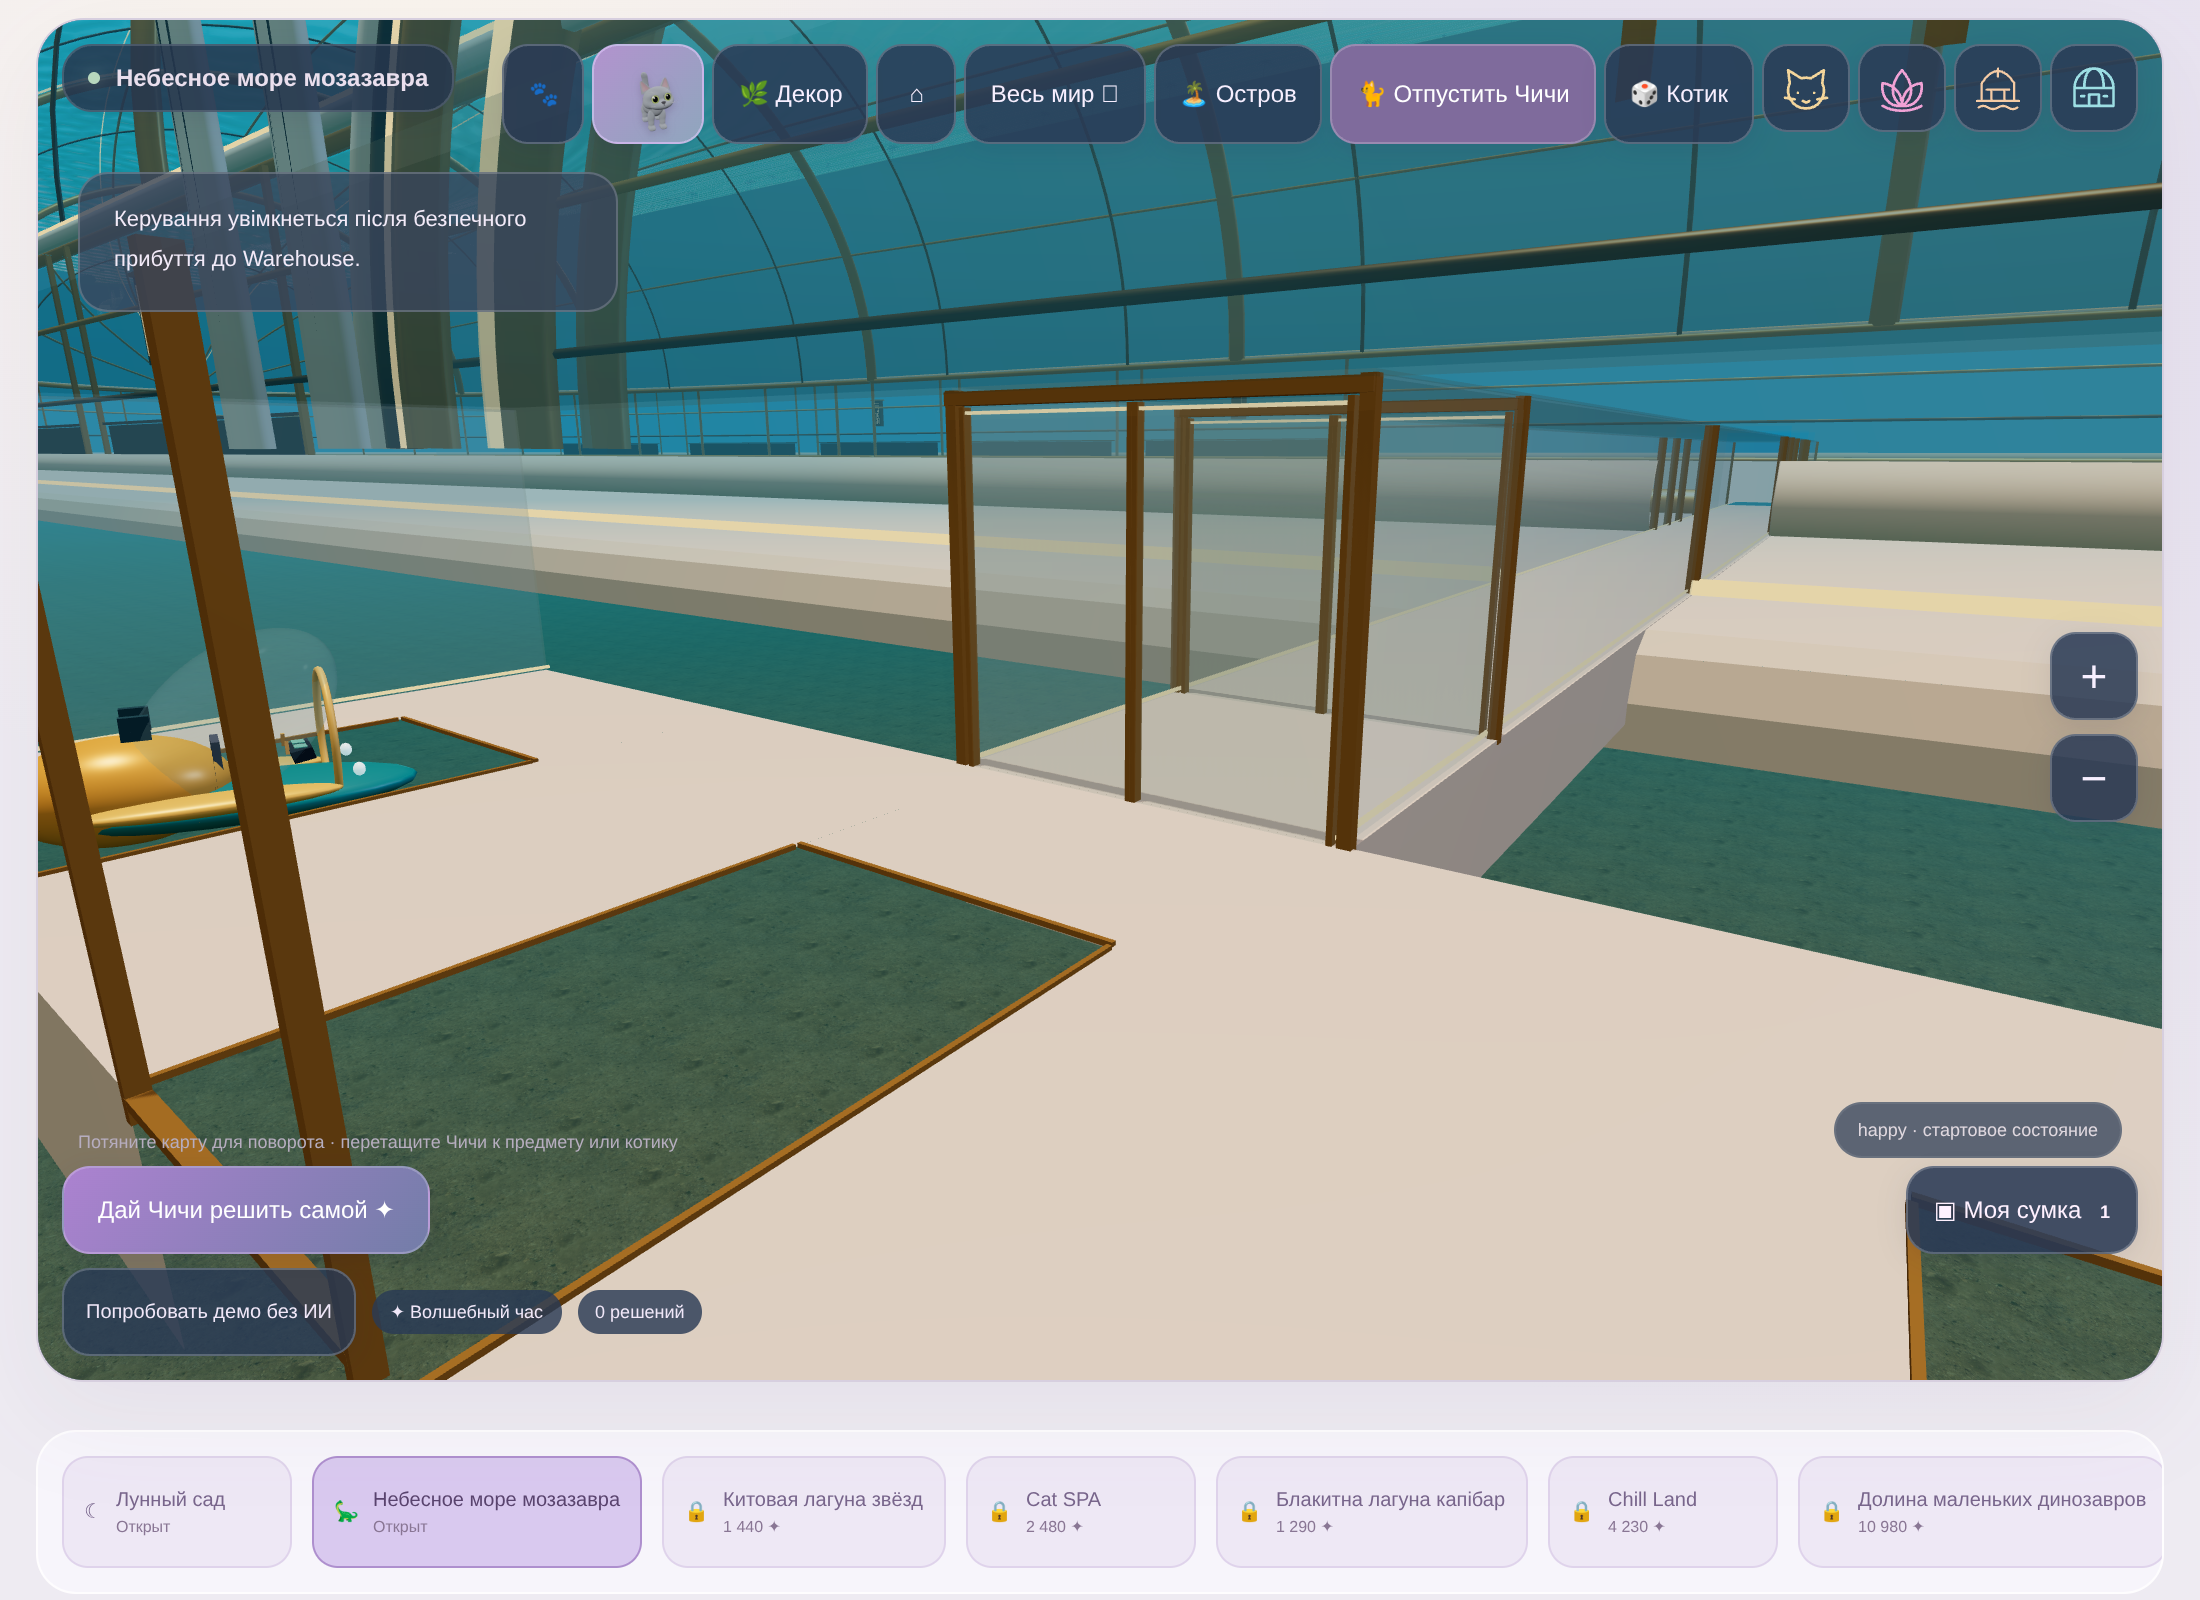 Небесное море мозазавра
🌿 Декор
⌂
Весь мир
🏝️ Остров
🐈 Отпустить Чичи
🎲 Котик
Керування увімкнеться після безпечного
прибуття до Warehouse.
+
−
Потяните карту для поворота · перетащите Чичи к предмету или котику
happy · стартовое состояние
Дай Чичи решить самой ✦
▣ Моя сумка 1
Попробовать демо без ИИ
✦ Волшебный час
0 решений
Лунный сад
Открыт
Небесное море мозазавра
Открыт
Китовая лагуна звёзд
1 440 ✦
Cat SPA
2 480 ✦
Блакитна лагуна капібар
1 290 ✦
Chill Land
4 230 ✦
Долина маленьких динозавров
10 980 ✦